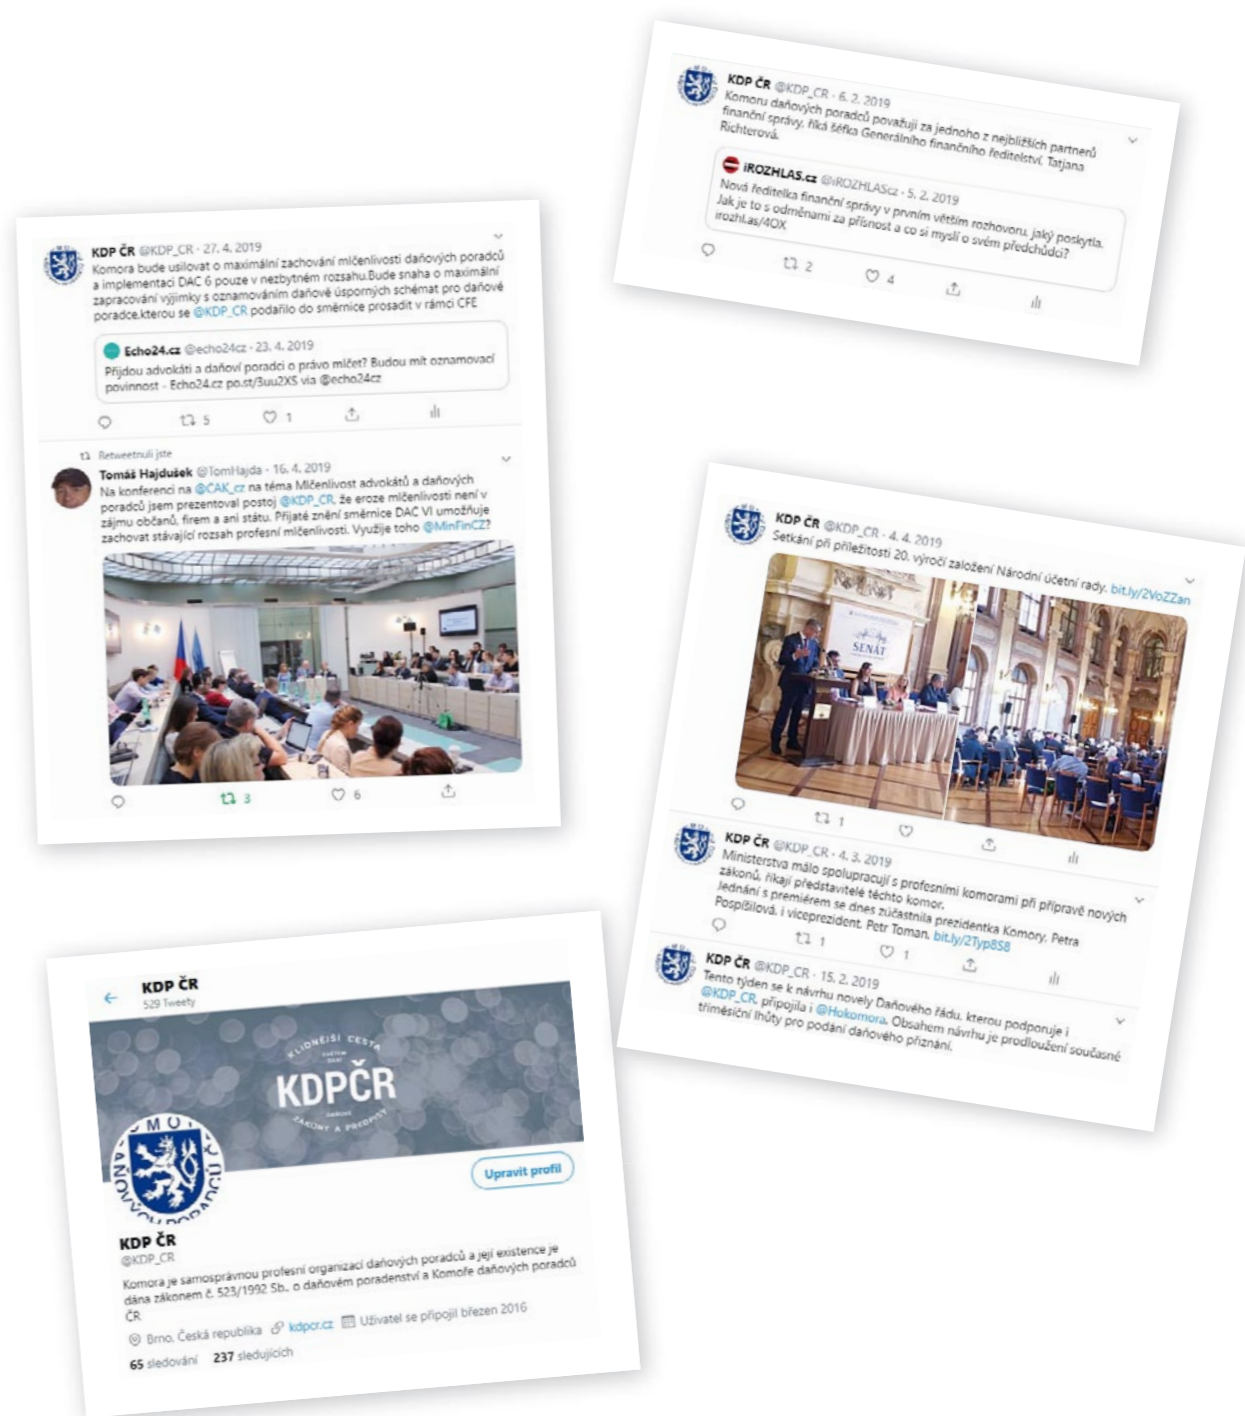 KDP ČR @KDP_CR · 6. 2. 2019
Komoru daňových poradců považuji za jednoho z nejbližších partnerů
finanční správy, říká šéfka Generálního finančního ředitelství, Tatjana
Richterová.
iROZHLAS.cz @iROZHLAScz · 5. 2. 2019
Nová ředitelka finanční správy v prvním větším rozhovoru, jaký poskytla.
Jak je to s odměnami za přísnost a co si myslí o svém předchůdci?
irozhl.as/4OX
2 4
KDP ČR @KDP_CR · 27. 4. 2019
Komora bude usilovat o maximální zachování mlčenlivosti daňových poradců
a implementaci DAC 6 pouze v nezbytném rozsahu.Bude snaha o maximální
zapracování výjimky s oznamováním daňově úsporných schémat pro daňové
poradce,kterou se @KDP_CR podařilo do směrnice prosadit v rámci CFE
Echo24.cz @echo24cz · 23. 4. 2019
Přijdou advokáti a daňoví poradci o právo mlčet? Budou mít oznamovací
povinnost - Echo24.cz po.st/3uu2XS via @echo24cz
5 1
Retweetnuli jste
Tomáš Hajdušek @TomHajda · 16. 4. 2019
Na konferenci na @CAK_cz na téma Mlčenlivost advokátů a daňových
poradců jsem prezentoval postoj @KDP_CR, že eroze mlčenlivosti není v
zájmu občanů, firem a ani státu. Přijaté znění směrnice DAC VI umožňuje
zachovat stávající rozsah profesní mlčenlivosti. Využije toho @MinFinCZ?
3 6
KDP ČR @KDP_CR · 4. 4. 2019
Setkání při příležitosti 20. výročí založení Národní účetní rady. bit.ly/2VoZZan
SENÁT
1
KDP ČR @KDP_CR · 4. 3. 2019
Ministerstva málo spolupracují s profesními komorami při přípravě nových
zákonů, říkají představitelé těchto komor.
Jednání s premiérem se dnes zúčastnila prezidentka Komory, Petra
Pospíšilová, i viceprezident, Petr Toman. bit.ly/2Typ8S8
1 1
KDP ČR @KDP_CR · 15. 2. 2019
Tento týden se k návrhu novely Daňového řádu, kterou podporuje i
@KDP_CR, připojila i @Hokomora. Obsahem návrhu je prodloužení současné
tříměsíční lhůty pro podání daňového přiznání.
KDP ČR
529 Tweety
KLIDNĚJŠÍ CESTA
SVĚTEM
DANÍ
KDPČR
ZÁKONY A PŘEDPISY
Upravit profil
KDP ČR
@KDP_CR
Komora je samosprávnou profesní organizací daňových poradců a její existence je
dána zákonem č. 523/1992 Sb., o daňovém poradenství a Komoře daňových poradců
ČR
Brno, Česká republika kdpcr.cz Uživatel se připojil březen 2016
65 sledování 237 sledujících